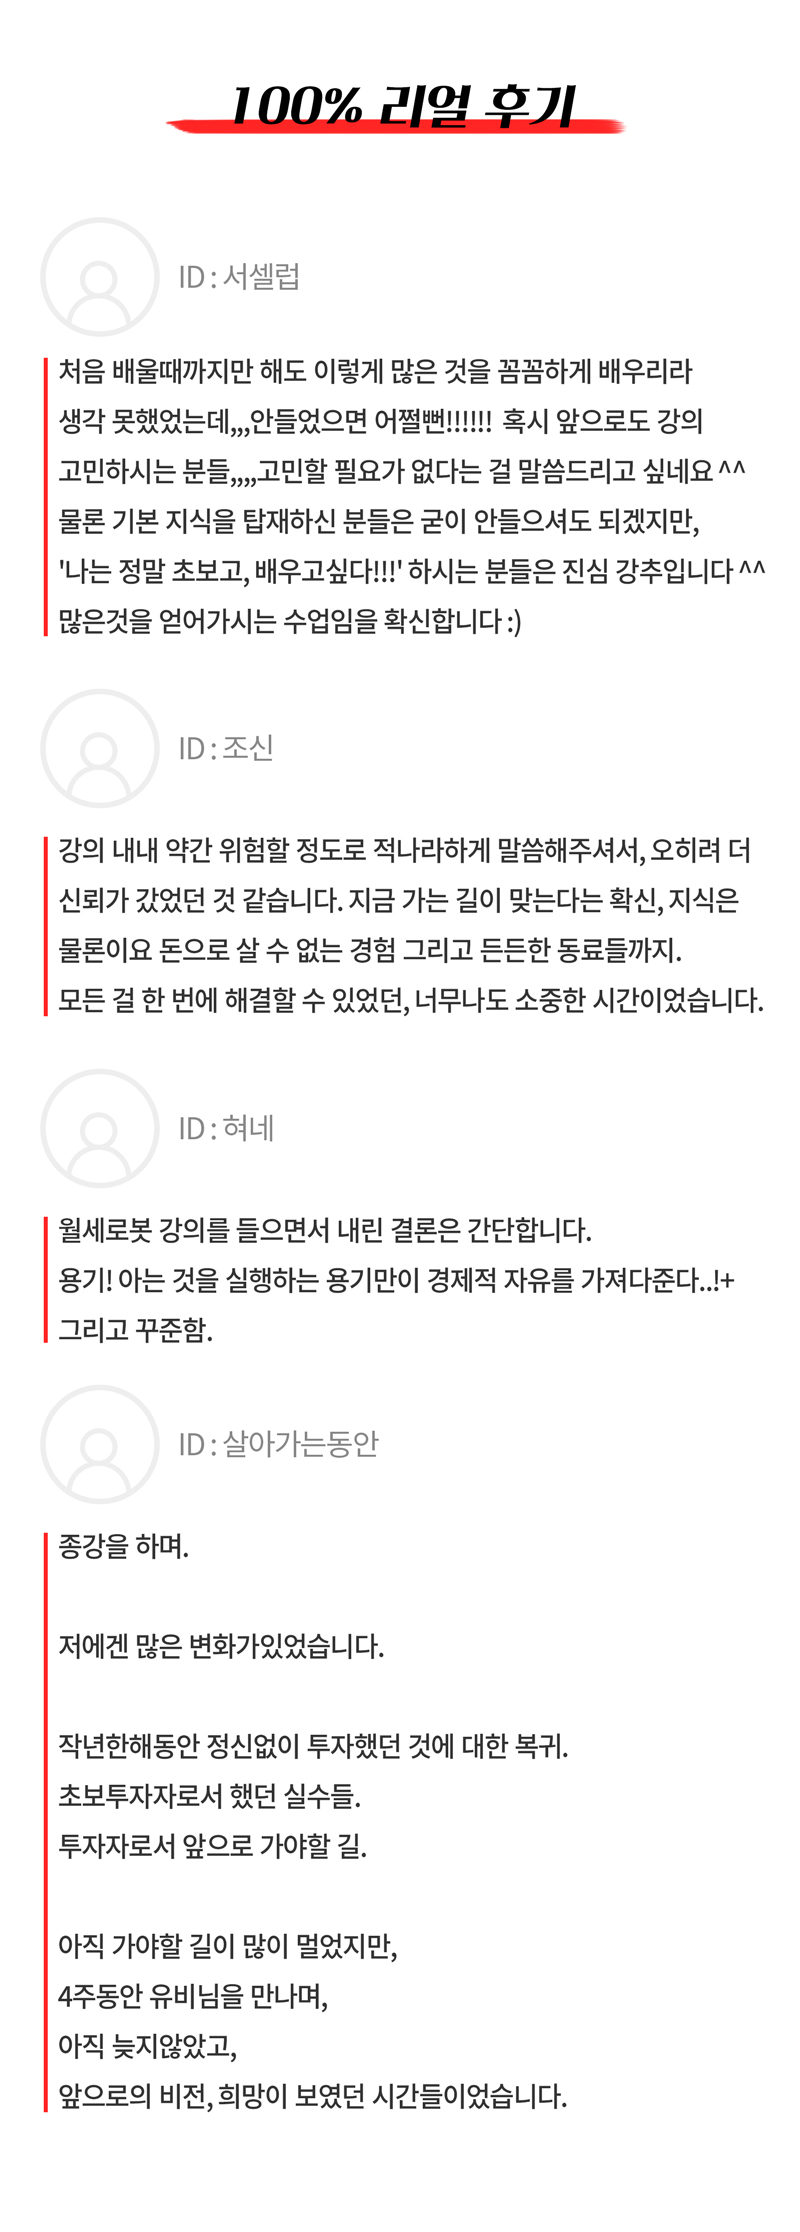 100% 리얼 후기
ID : 서셀럽
처음 배울때까지만 해도 이렇게 많은 것을 꼼꼼하게 배우리라
생각 못했었는데,,,안들었으면 어쩔뻔!!!!!! 혹시 앞으로도 강의
고민하시는 분들,,,,고민할 필요가 없다는 걸 말씀드리고 싶네요 ^^
물론 기본 지식을 탑재하신 분들은 굳이 안들으셔도 되겠지만,
'나는 정말 초보고, 배우고싶다!!!' 하시는 분들은 진심 강추입니다 ^^
많은것을 얻어가시는 수업임을 확신합니다 :)
ID : 조신
강의 내내 약간 위험할 정도로 적나라하게 말씀해주셔서, 오히려 더
신뢰가 갔었던 것 같습니다. 지금 가는 길이 맞는다는 확신, 지식은
물론이요 돈으로 살 수 없는 경험 그리고 든든한 동료들까지.
모든 걸 한 번에 해결할 수 있었던, 너무나도 소중한 시간이었습니다.
ID : 혀네
월세로봇 강의를 들으면서 내린 결론은 간단합니다.
용기! 아는 것을 실행하는 용기만이 경제적 자유를 가져다준다..!+
그리고 꾸준함.
ID : 살아가는동안
종강을 하며.
저에겐 많은 변화가있었습니다.
작년한해동안 정신없이 투자했던 것에 대한 복귀.
초보투자자로서 했던 실수들.
투자자로서 앞으로 가야할 길.
아직 가야할 길이 많이 멀었지만,
4주동안 유비님을 만나며,
아직 늦지않았고,
앞으로의 비전, 희망이 보였던 시간들이었습니다.